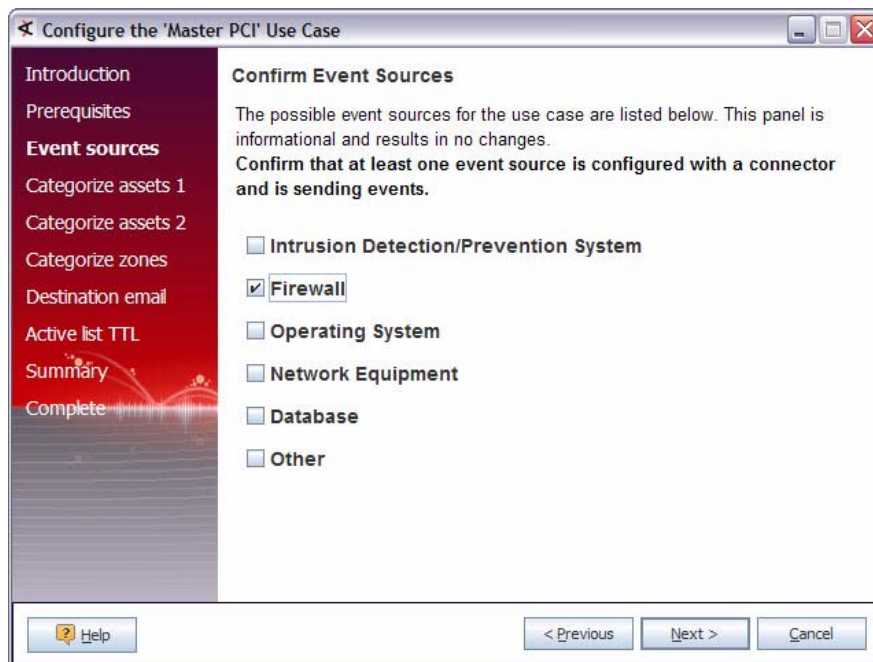 Configure the 'Master PCI' Use Case
Introduction
Prerequisites
Event sources
Categorize assets 1
Categorize assets 2
Categorize zones
Destination email
Active list TTL
Summary
Complete
Confirm Event Sources
The possible event sources for the use case are listed below. This panel is
informational and results in no changes.
Confirm that at least one event source is configured with a connector
and is sending events.
Intrusion Detection/Prevention System
Firewall
Operating System
Network Equipment
Database
Other
Help
< Previous
Next >
Cancel